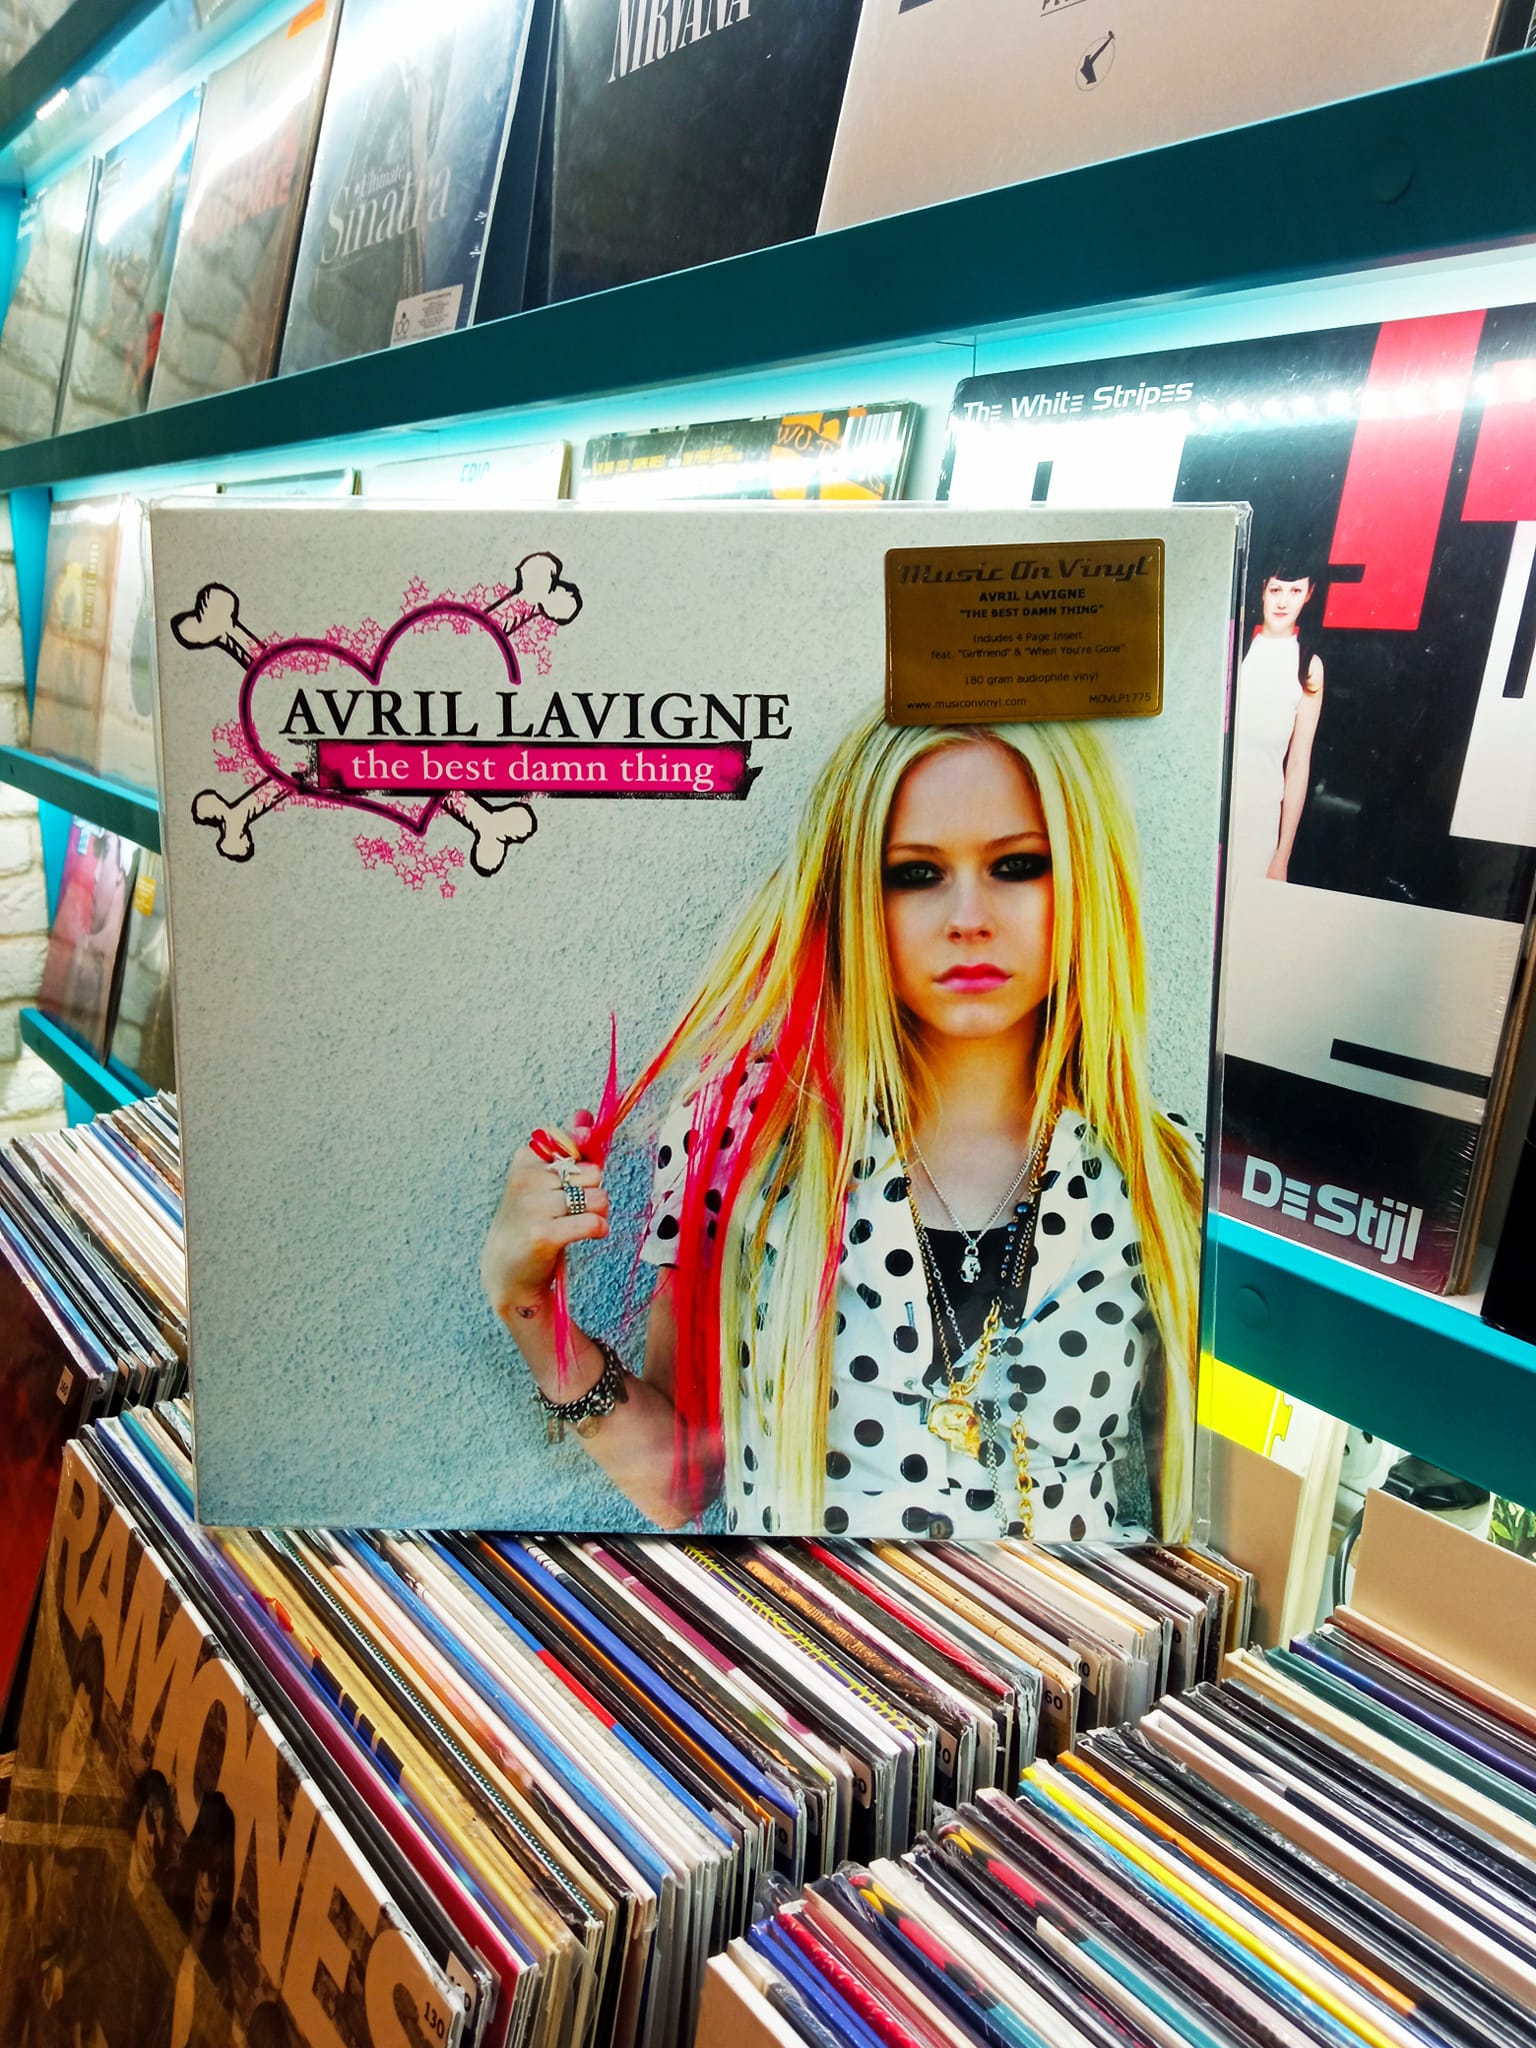 NIRVANA
Ultimate
Sinatra
The White Stripes
ERIC
Music On Vinyl
AVRIL LAVIGNE
"THE BEST DAMN THING"
Includes 4 Page Insert
feat. "Girlfriend" & "When You're Gone"
180 gram audiophile vinyl
www.musiconvinyl.com MOVLP1775
AVRIL LAVIGNE
the best damn thing
De Stijl
RAMONES
130